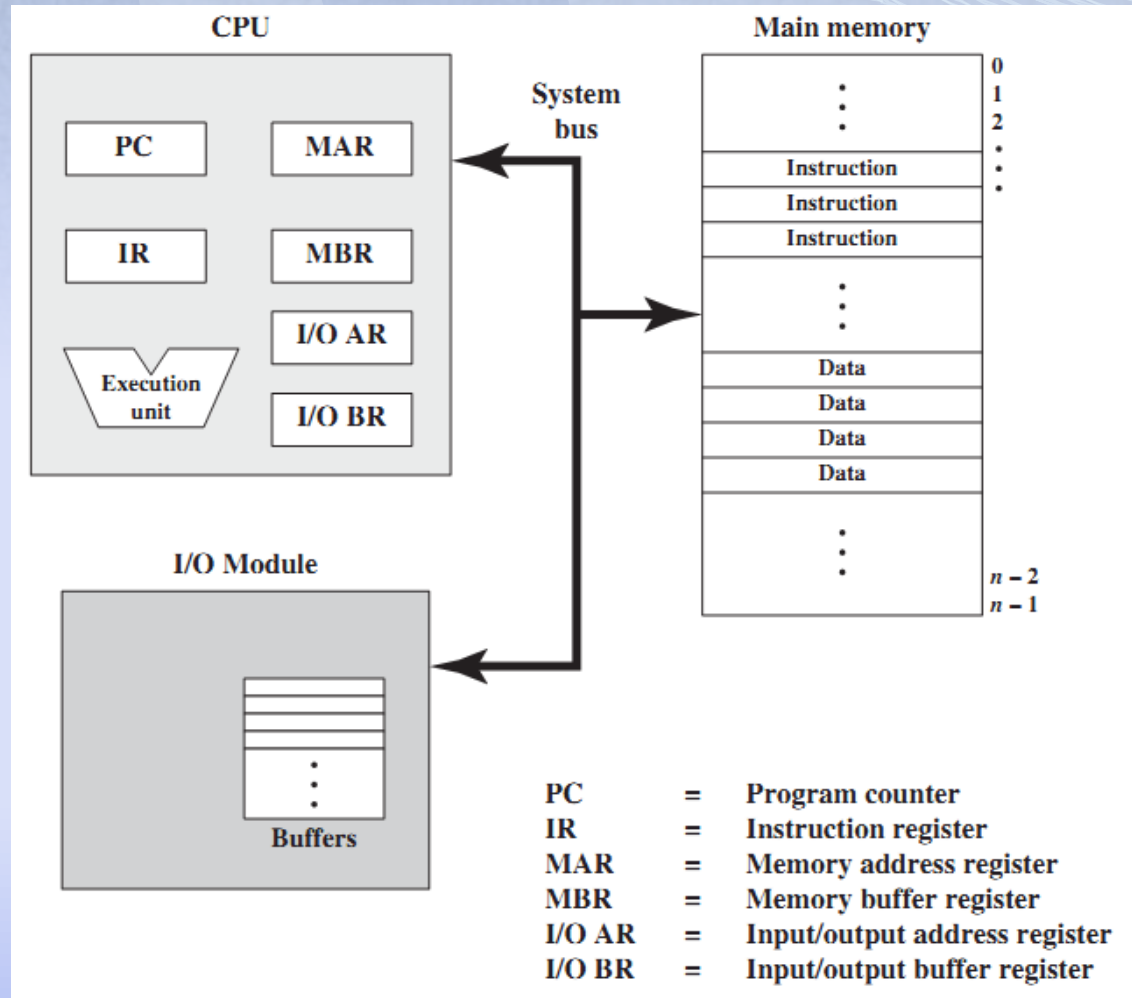 CPU
PC
MAR
IR
MBR
I/O AR
Execution
unit
I/O BR
System
bus
Main memory
0
1
2
Instruction
Instruction
Instruction
Data
Data
Data
Data
n – 2
n – 1
I/O Module
Buffers
PC = Program counter
IR = Instruction register
MAR = Memory address register
MBR = Memory buffer register
I/O AR = Input/output address register
I/O BR = Input/output buffer register